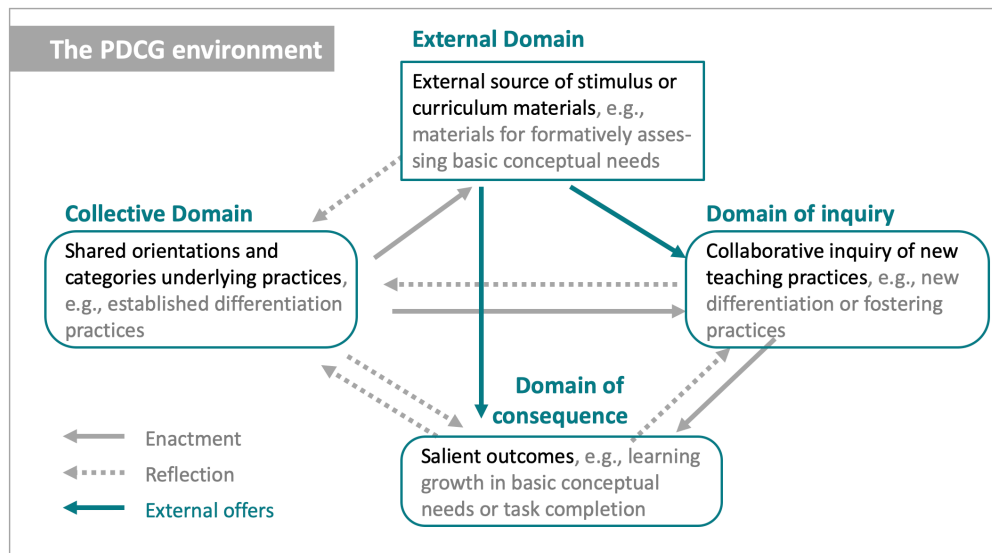 The PDCG environment
External Domain
External source of stimulus or
curriculum materials, e.g.,
materials for formatively asses-
sing basic conceptual needs
Collective Domain
Shared orientations and
categories underlying practices,
e.g., established differentiation
practices
Domain of inquiry
Collaborative inquiry of new
teaching practices, e.g., new
differentiation or fostering
practices
Domain of
consequence
Salient outcomes, e.g., learning
growth in basic conceptual
needs or task completion
Enactment
Reflection
External offers